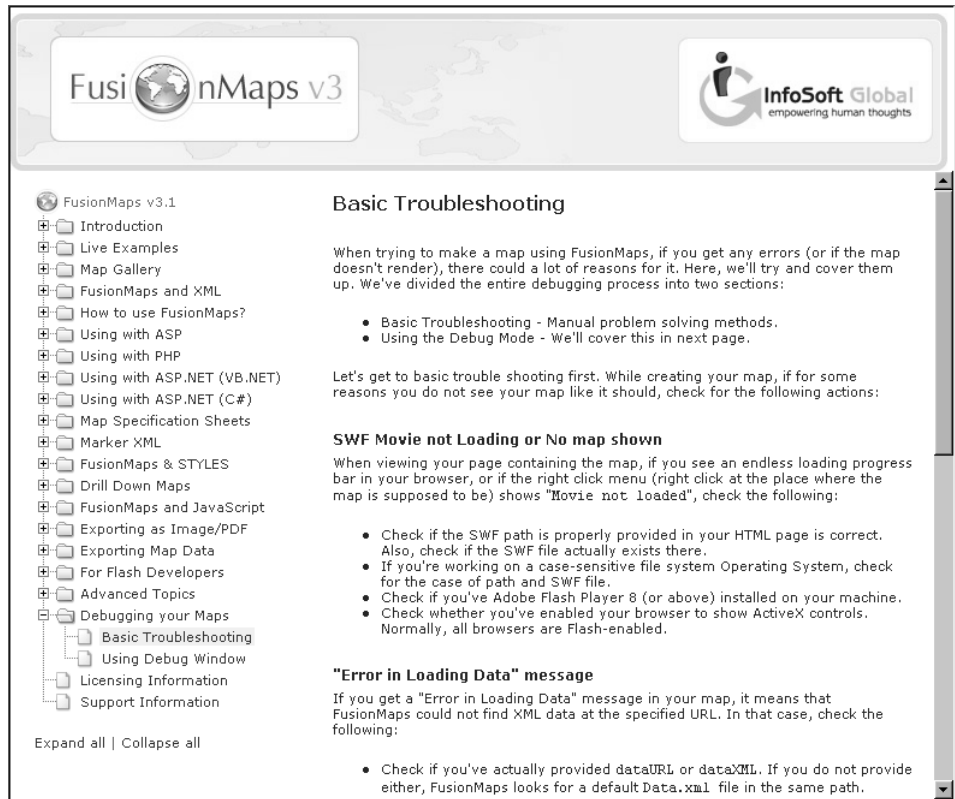 FusionMaps v3
InfoSoft Global
empowering human thoughts
FusionMaps v3.1
Introduction
Live Examples
Map Gallery
FusionMaps and XML
How to use FusionMaps?
Using with ASP
Using with PHP
Using with ASP.NET (VB.NET)
Using with ASP.NET (C#)
Map Specification Sheets
Marker XML
FusionMaps & STYLES
Drill Down Maps
FusionMaps and JavaScript
Exporting as Image/PDF
Exporting Map Data
For Flash Developers
Advanced Topics
Debugging your Maps
Basic Troubleshooting
Using Debug Window
Licensing Information
Support Information
Expand all | Collapse all
Basic Troubleshooting
When trying to make a map using FusionMaps, if you get any errors (or if the map
doesn't render), there could a lot of reasons for it. Here, we'll try and cover them
up. We've divided the entire debugging process into two sections:
• Basic Troubleshooting - Manual problem solving methods.
• Using the Debug Mode - We'll cover this in next page.
Let's get to basic trouble shooting first. While creating your map, if for some
reasons you do not see your map like it should, check for the following actions:
SWF Movie not Loading or No map shown
When viewing your page containing the map, if you see an endless loading progress
bar in your browser, or if the right click menu (right click at the place where the
map is supposed to be) shows "Movie not loaded", check the following:
• Check if the SWF path is properly provided in your HTML page is correct.
Also, check if the SWF file actually exists there.
• If you're working on a case-sensitive file system Operating System, check
for the case of path and SWF file.
• Check if you've Adobe Flash Player 8 (or above) installed on your machine.
• Check whether you've enabled your browser to show ActiveX controls.
Normally, all browsers are Flash-enabled.
"Error in Loading Data" message
If you get a "Error in Loading Data" message in your map, it means that
FusionMaps could not find XML data at the specified URL. In that case, check the
following:
• Check if you've actually provided dataURL or dataXML. If you do not provide
either, FusionMaps looks for a default Data.xml file in the same path.